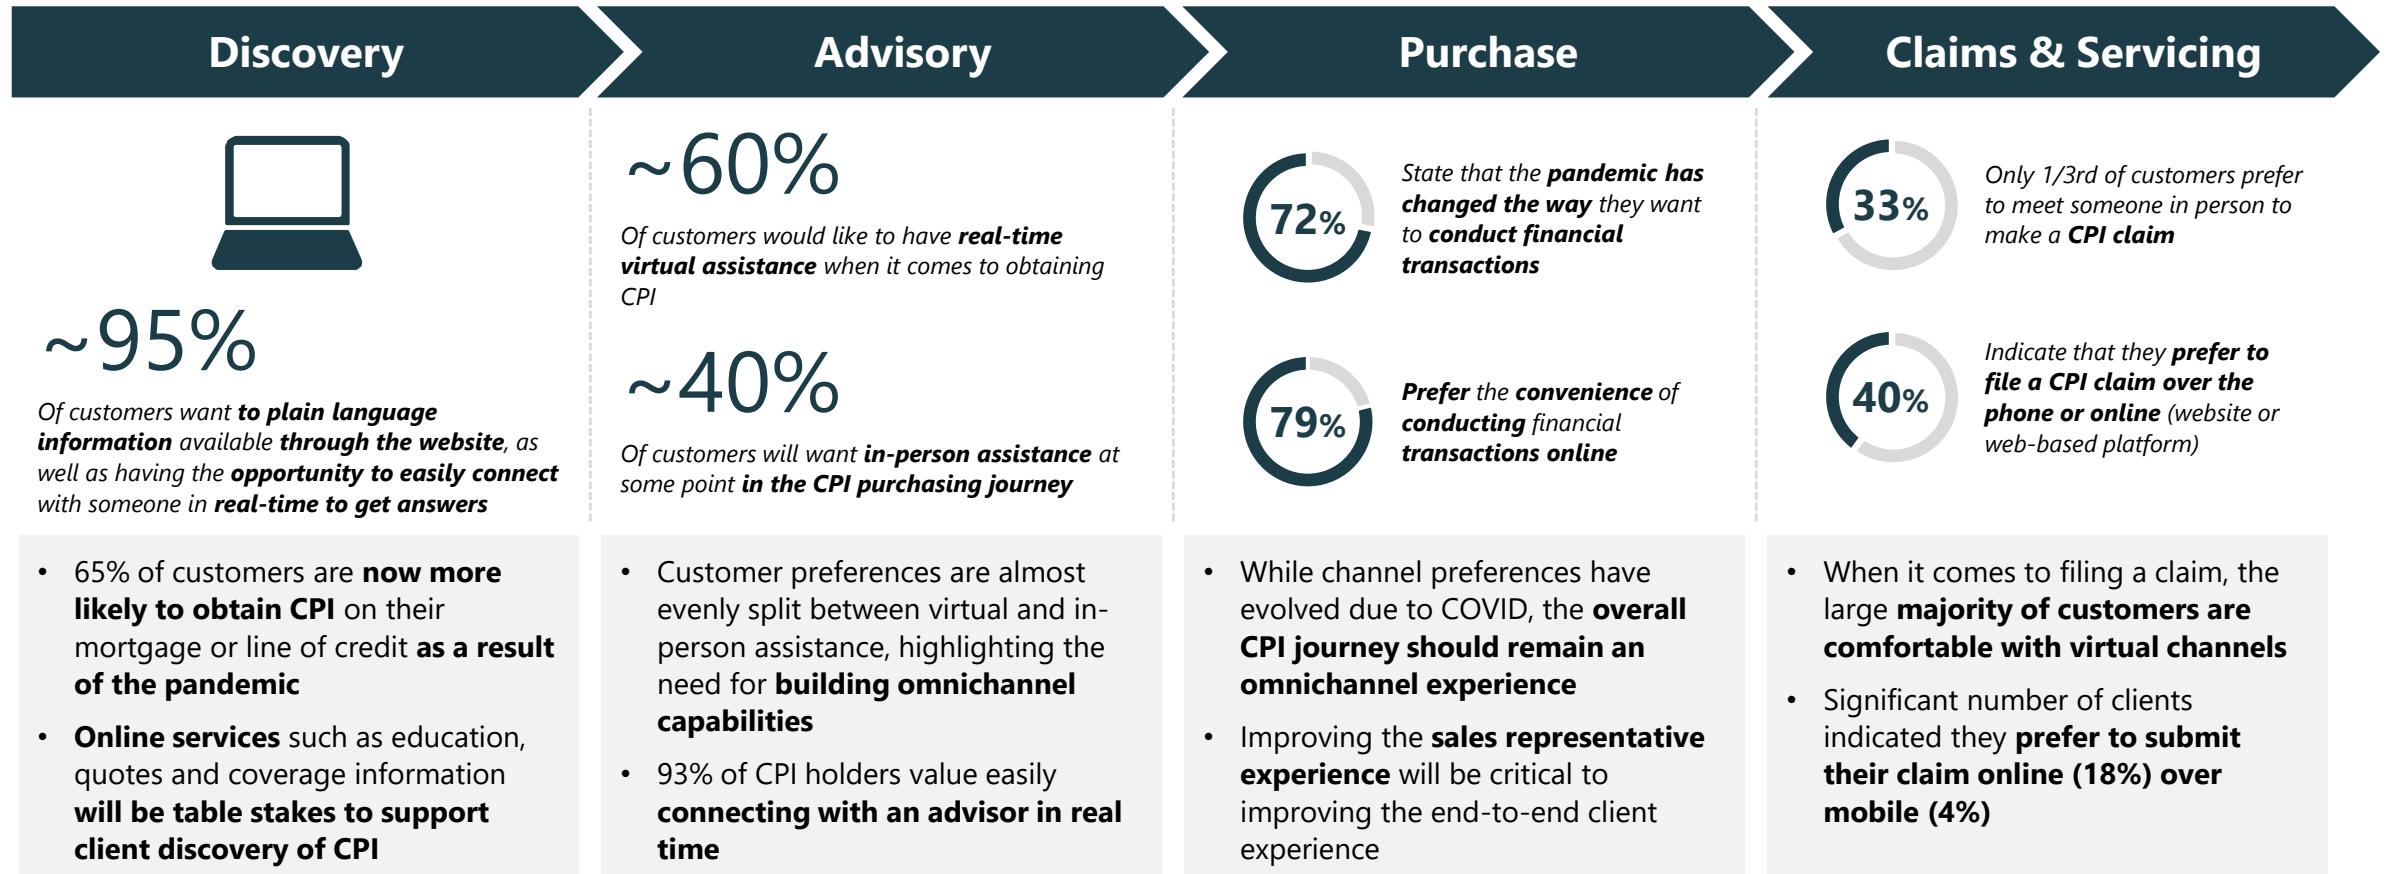 Discovery
Advisory
Purchase
Claims & Servicing
~95%
Of customers want to plain language
information available through the website, as
well as having the opportunity to easily connect
with someone in real-time to get answers
~60%
Of customers would like to have real-time
virtual assistance when it comes to obtaining
CPI
~40%
Of customers will want in-person assistance at
some point in the CPI purchasing journey
72%
State that the pandemic has
changed the way they want
to conduct financial
transactions
79%
Prefer the convenience of
conducting financial
transactions online
33%
Only 1/3rd of customers prefer
to meet someone in person to
make a CPI claim
40%
Indicate that they prefer to
file a CPI claim over the
phone or online (website or
web-based platform)
• 65% of customers are now more
likely to obtain CPI on their
mortgage or line of credit as a result
of the pandemic
• Online services such as education,
quotes and coverage information
will be table stakes to support
client discovery of CPI
• Customer preferences are almost
evenly split between virtual and in-
person assistance, highlighting the
need for building omnichannel
capabilities
• 93% of CPI holders value easily
connecting with an advisor in real
time
• While channel preferences have
evolved due to COVID, the overall
CPI journey should remain an
omnichannel experience
• Improving the sales representative
experience will be critical to
improving the end-to-end client
experience
• When it comes to filing a claim, the
large majority of customers are
comfortable with virtual channels
• Significant number of clients
indicated they prefer to submit
their claim online (18%) over
mobile (4%)